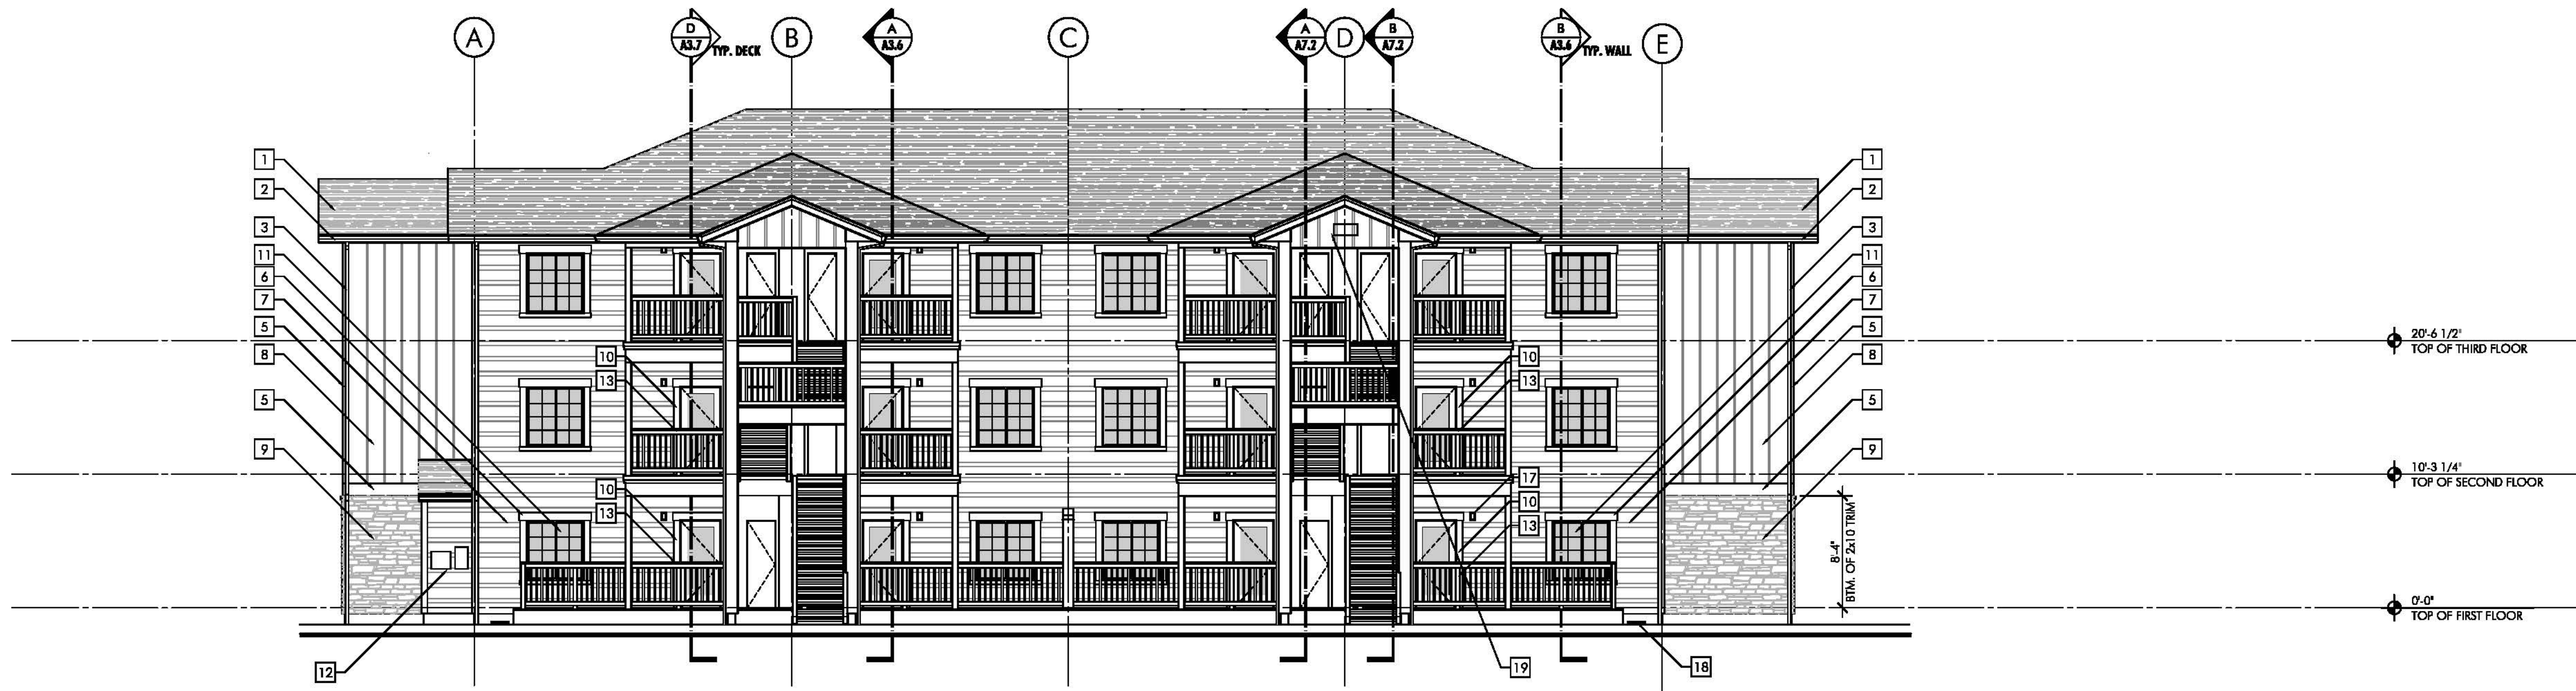 A
D
A3.7
TYP. DECK
B
A
A3.6
C
A
A7.2
D
B
A7.2
B
A3.6
TYP. WALL
E
1
2
3
11
6
7
5
8
5
9
12
10
13
10
13
10
13
17
10
13
19
18
1
2
3
11
6
7
5
8
5
9
8'-4"
BTM. OF 2x10 TRIM
20'-6 1/2"
TOP OF THIRD FLOOR
10'-3 1/4"
TOP OF SECOND FLOOR
0'-0"
TOP OF FIRST FLOOR